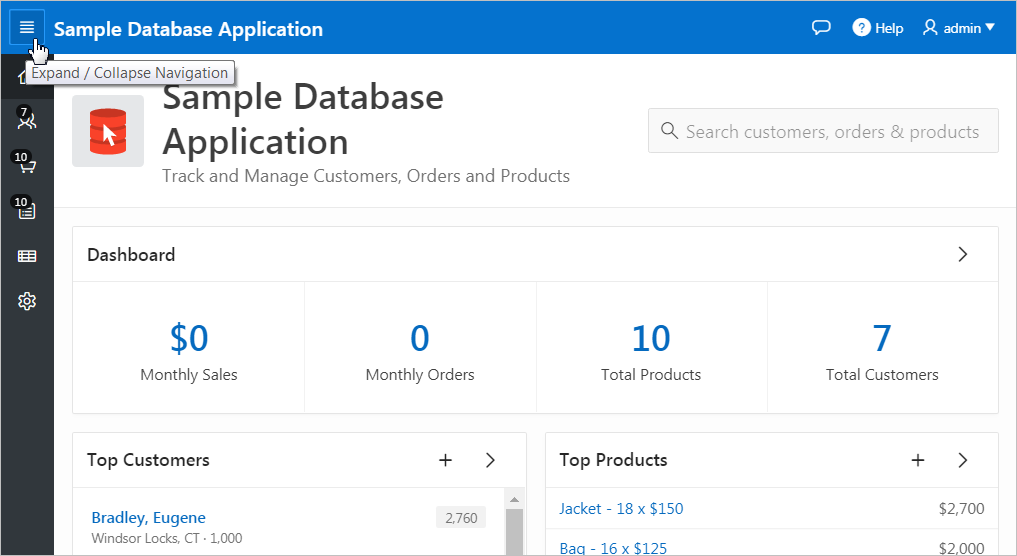 Sample Database Application
Help
admin
Expand / Collapse Navigation
7
10
10
Sample Database
Application
Track and Manage Customers, Orders and Products
Search customers, orders & products
Dashboard
$0
Monthly Sales
0
Monthly Orders
10
Total Products
7
Total Customers
Top Customers
Bradley, Eugene
2,760
Windsor Locks, CT · 1,000
Top Products
Jacket - 18 x $150
$2,700
Bag - 16 x $125
$2,000